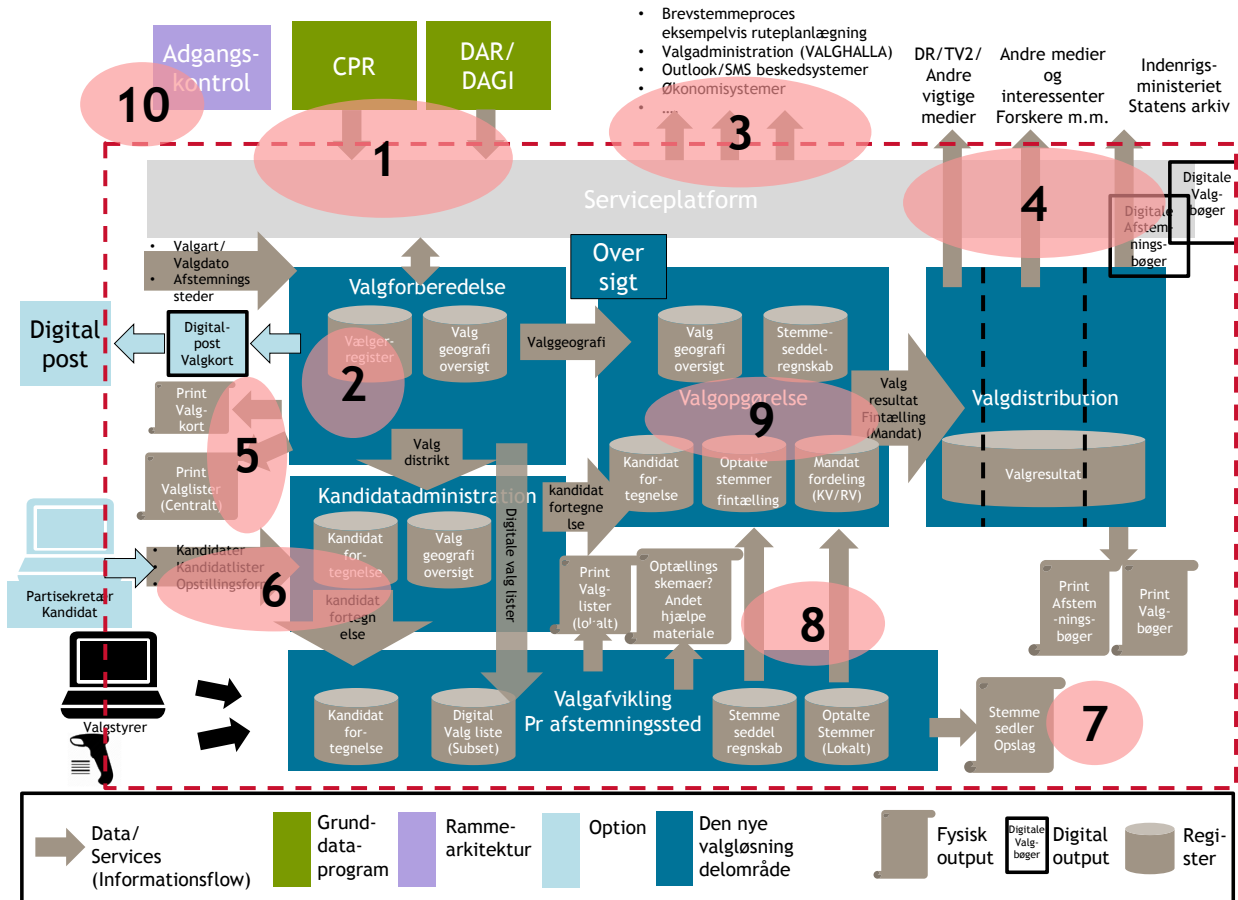 Adgangs-
kontrol
10
CPR
DAR/
DAGI
1
• Brevstemmeproces
eksempelvis ruteplanlægning
• Valgadministration (VALGHALLA)
• Outlook/SMS beskedsystemer
• Økonomisystemer
• ….
3
DR/TV2/
Andre
vigtige
medier
Andre medier
og
interessenter
Forskere m.m.
Indenrigs-
ministeriet
Statens arkiv
4
Serviceplatform
Digitale
Valg-
bøger
Digitale
Afstem-
nings-
bøger
• Valgart/
Valgdato
• Afstemnings
steder
Valgforberedelse
Vælger-
register
Valg
geografi
oversigt
2
Over
sigt
Valggeografi
Valg
geografi
oversigt
Stemme-
seddel-
regnskab
Valgopgørelse
9
Kandidat
for-
tegnelse
Optalte
stemmer
fintælling
Mandat
fordeling
(KV/RV)
Valg
resultat
Fintælling
(Mandat)
Valgdistribution
Valgresultat
Digital
post
Digital-
post
Valgkort
Print
Valg-
kort
5
Print
Valglister
(Centralt)
Valg
distrikt
Kandidatadministration
Kandidat
for-
tegnelse
Valg
geografi
oversigt
Digitale valg lister
kandidat
fortegne
lse
Partisekretær
Kandidat
• Kandidater
• Kandidatlister
• Opstillingsform
6
kandidat
fortegn
else
Print
Valg-
lister
(lokalt)
Optællings
skemaer?
Andet
hjælpe
materiale
8
Print
Afstem
-nings-
bøger
Print
Valg-
bøger
Valgstyrer
Valgafvikling
Pr afstemningssted
Kandidat
for-
tegnelse
Digital
Valg liste
(Subset)
Stemme
seddel
regnskab
Optalte
Stemmer
(Lokalt)
Stemme
sedler
Opslag
7
Data/
Services
(Informationsflow)
Grund-
data-
program
Ramme-
arkitektur
Option
Den nye
valgløsning
delområde
Fysisk
output
Digitale
Valg-
bøger
Digital
output
Regi-
ster